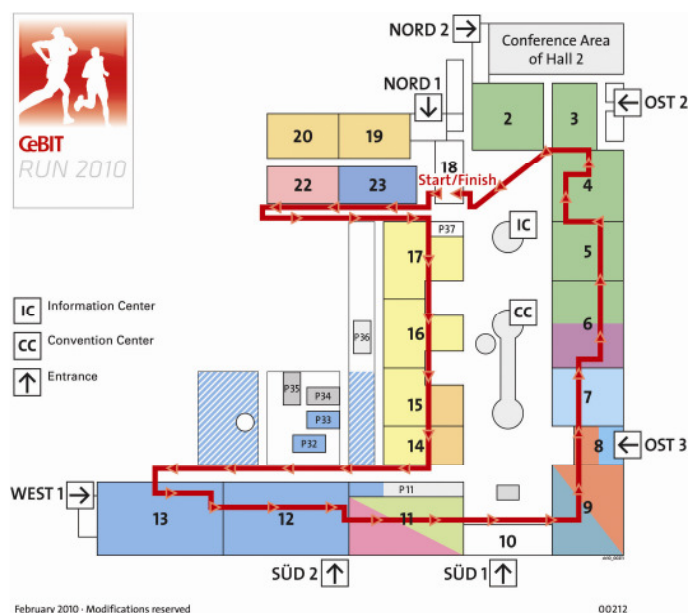 NORD 2
Conference Area
of Hall 2
NORD 1
OST 2
CeBIT
RUN 2010
2
3
20
19
18
Start/Finish
22
23
4
P37
IC
17
5
IC
Information Center
CC
Convention Center
Entrance
CC
16
P36
6
P35
P34
P33
P32
15
7
14
8
OST 3
WEST 1
P11
13
12
11
9
10
SÜD 2
SÜD 1
February 2010 · Modifications reserved
00212